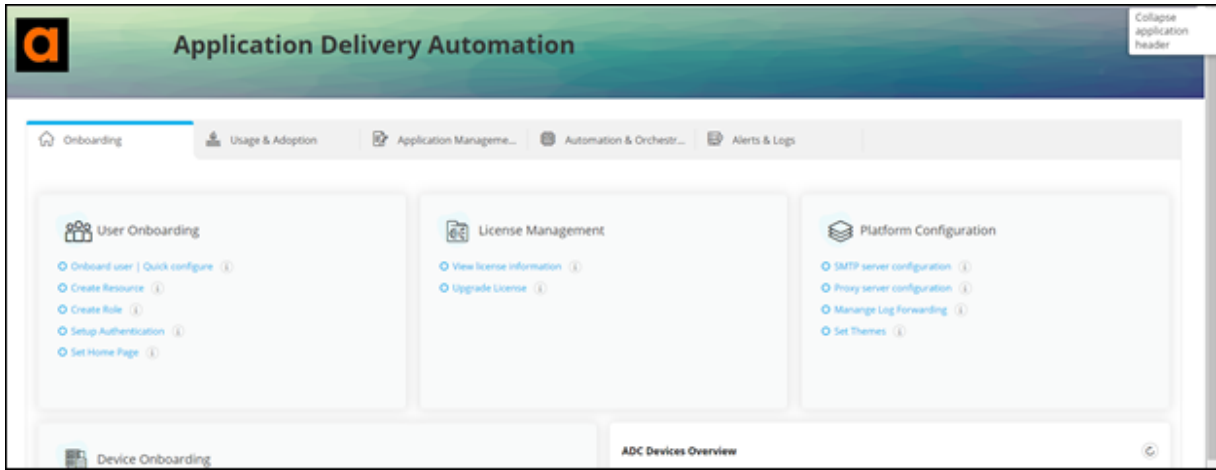 a
Application Delivery Automation
Collapse
application
header
Onboarding
Usage & Adoption
Application Manageme...
Automation & Orchestr...
Alerts & Logs
User Onboarding
Onboard user | Quick configure
Create Resource
Create Role
Setup Authentication
Set Home Page
License Management
View license information
Upgrade License
Platform Configuration
SMTP server configuration
Proxy server configuration
Manange Log Forwarding
Set Themes
Device Onboarding
ADC Devices Overview